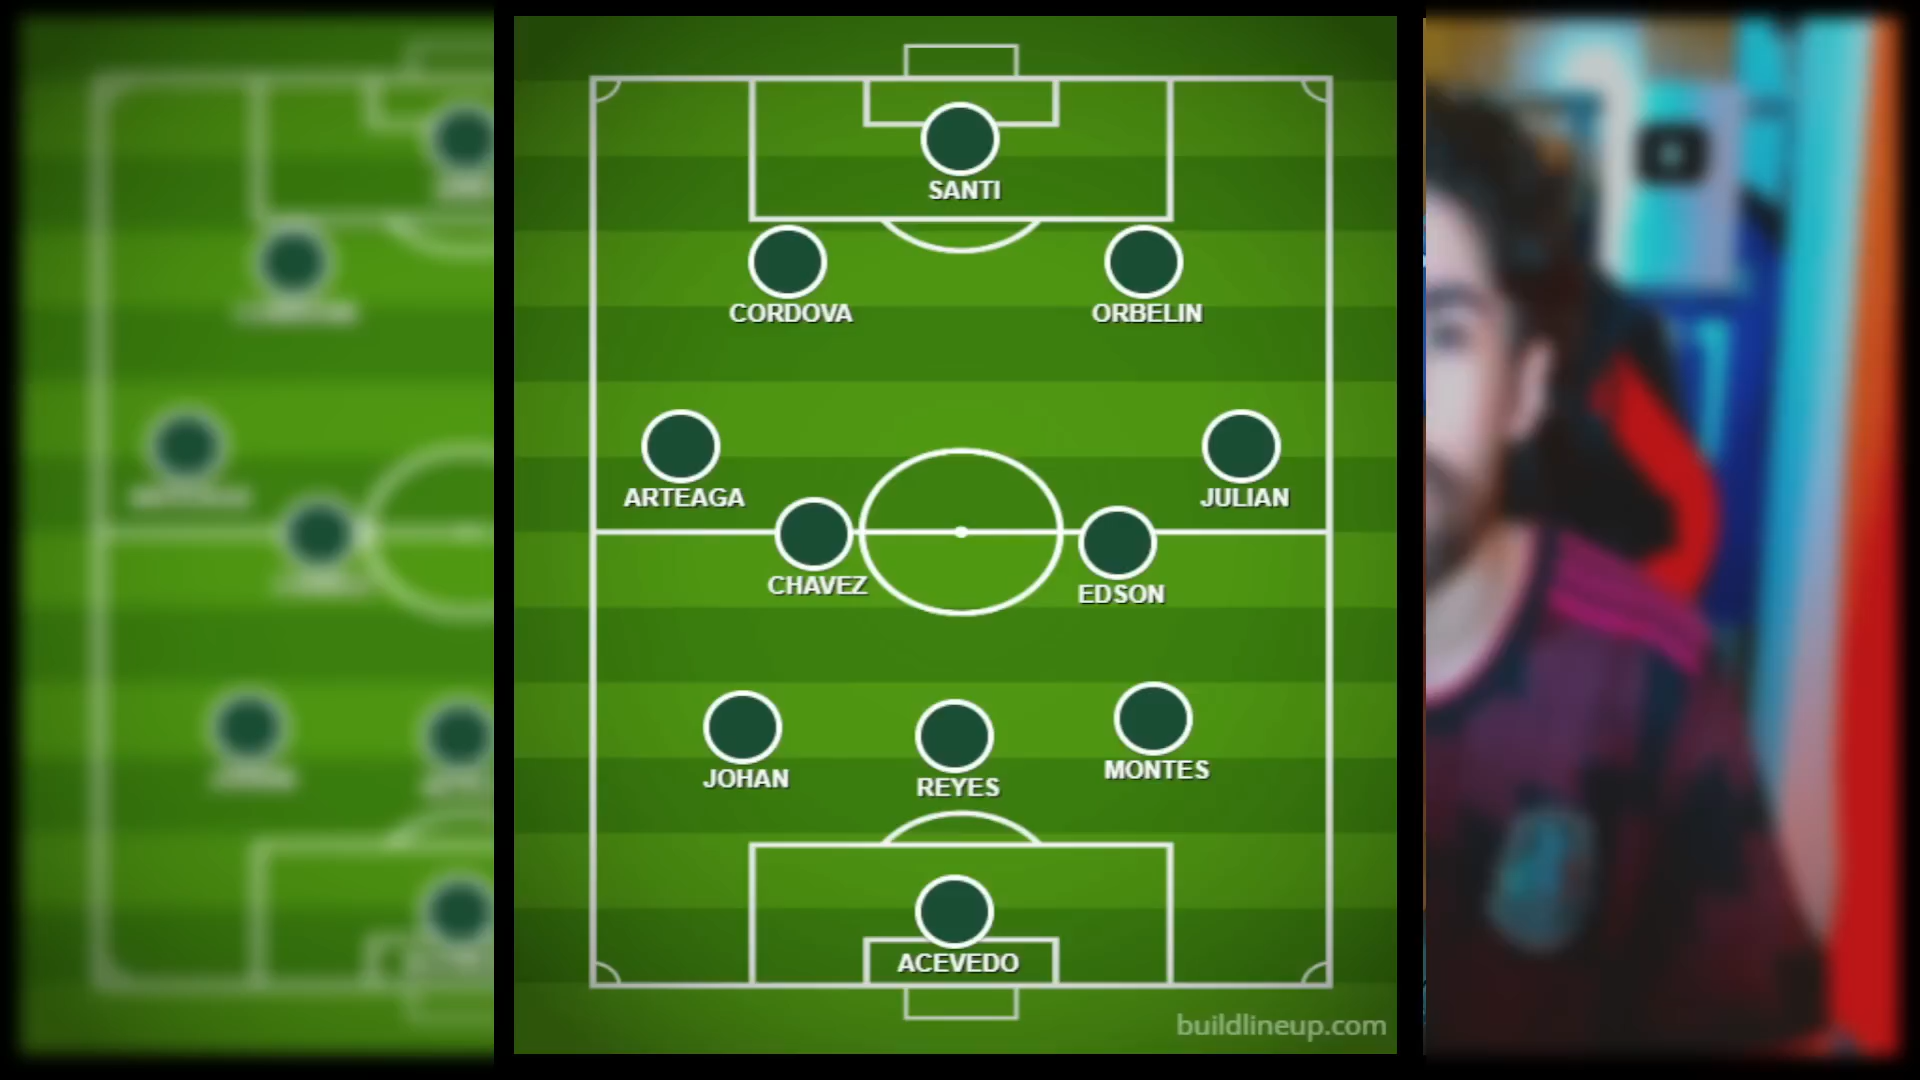 SANTI
CORDOVA
ORBELIN
ARTEAGA
JULIAN
CHAVEZ
EDSON
JOHAN
REYES
MONTES
ACEVEDO
buildlineup.com